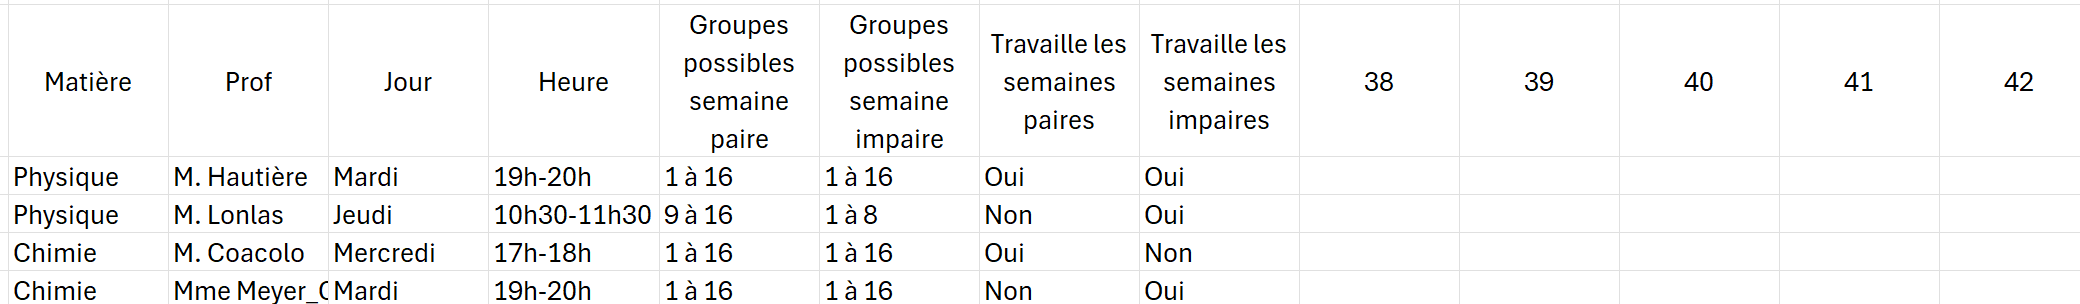 Matière Prof Jour Heure Groupes possibles semaine paire Groupes possibles semaine impaire Travaille les semaines paires Travaille les semaines impaires 38 39 40 41 42
Physique M. Hautière Mardi 19h-20h 1 à 16 1 à 16 Oui Oui
Physique M. Lonlas Jeudi 10h30-11h30 9 à 16 1 à 8 Non Oui
Chimie M. Coacolo Mercredi 17h-18h 1 à 16 1 à 16 Oui Non
Chimie Mme Mardi 19h-20h 1 à 16 1 à 16 Non Oui